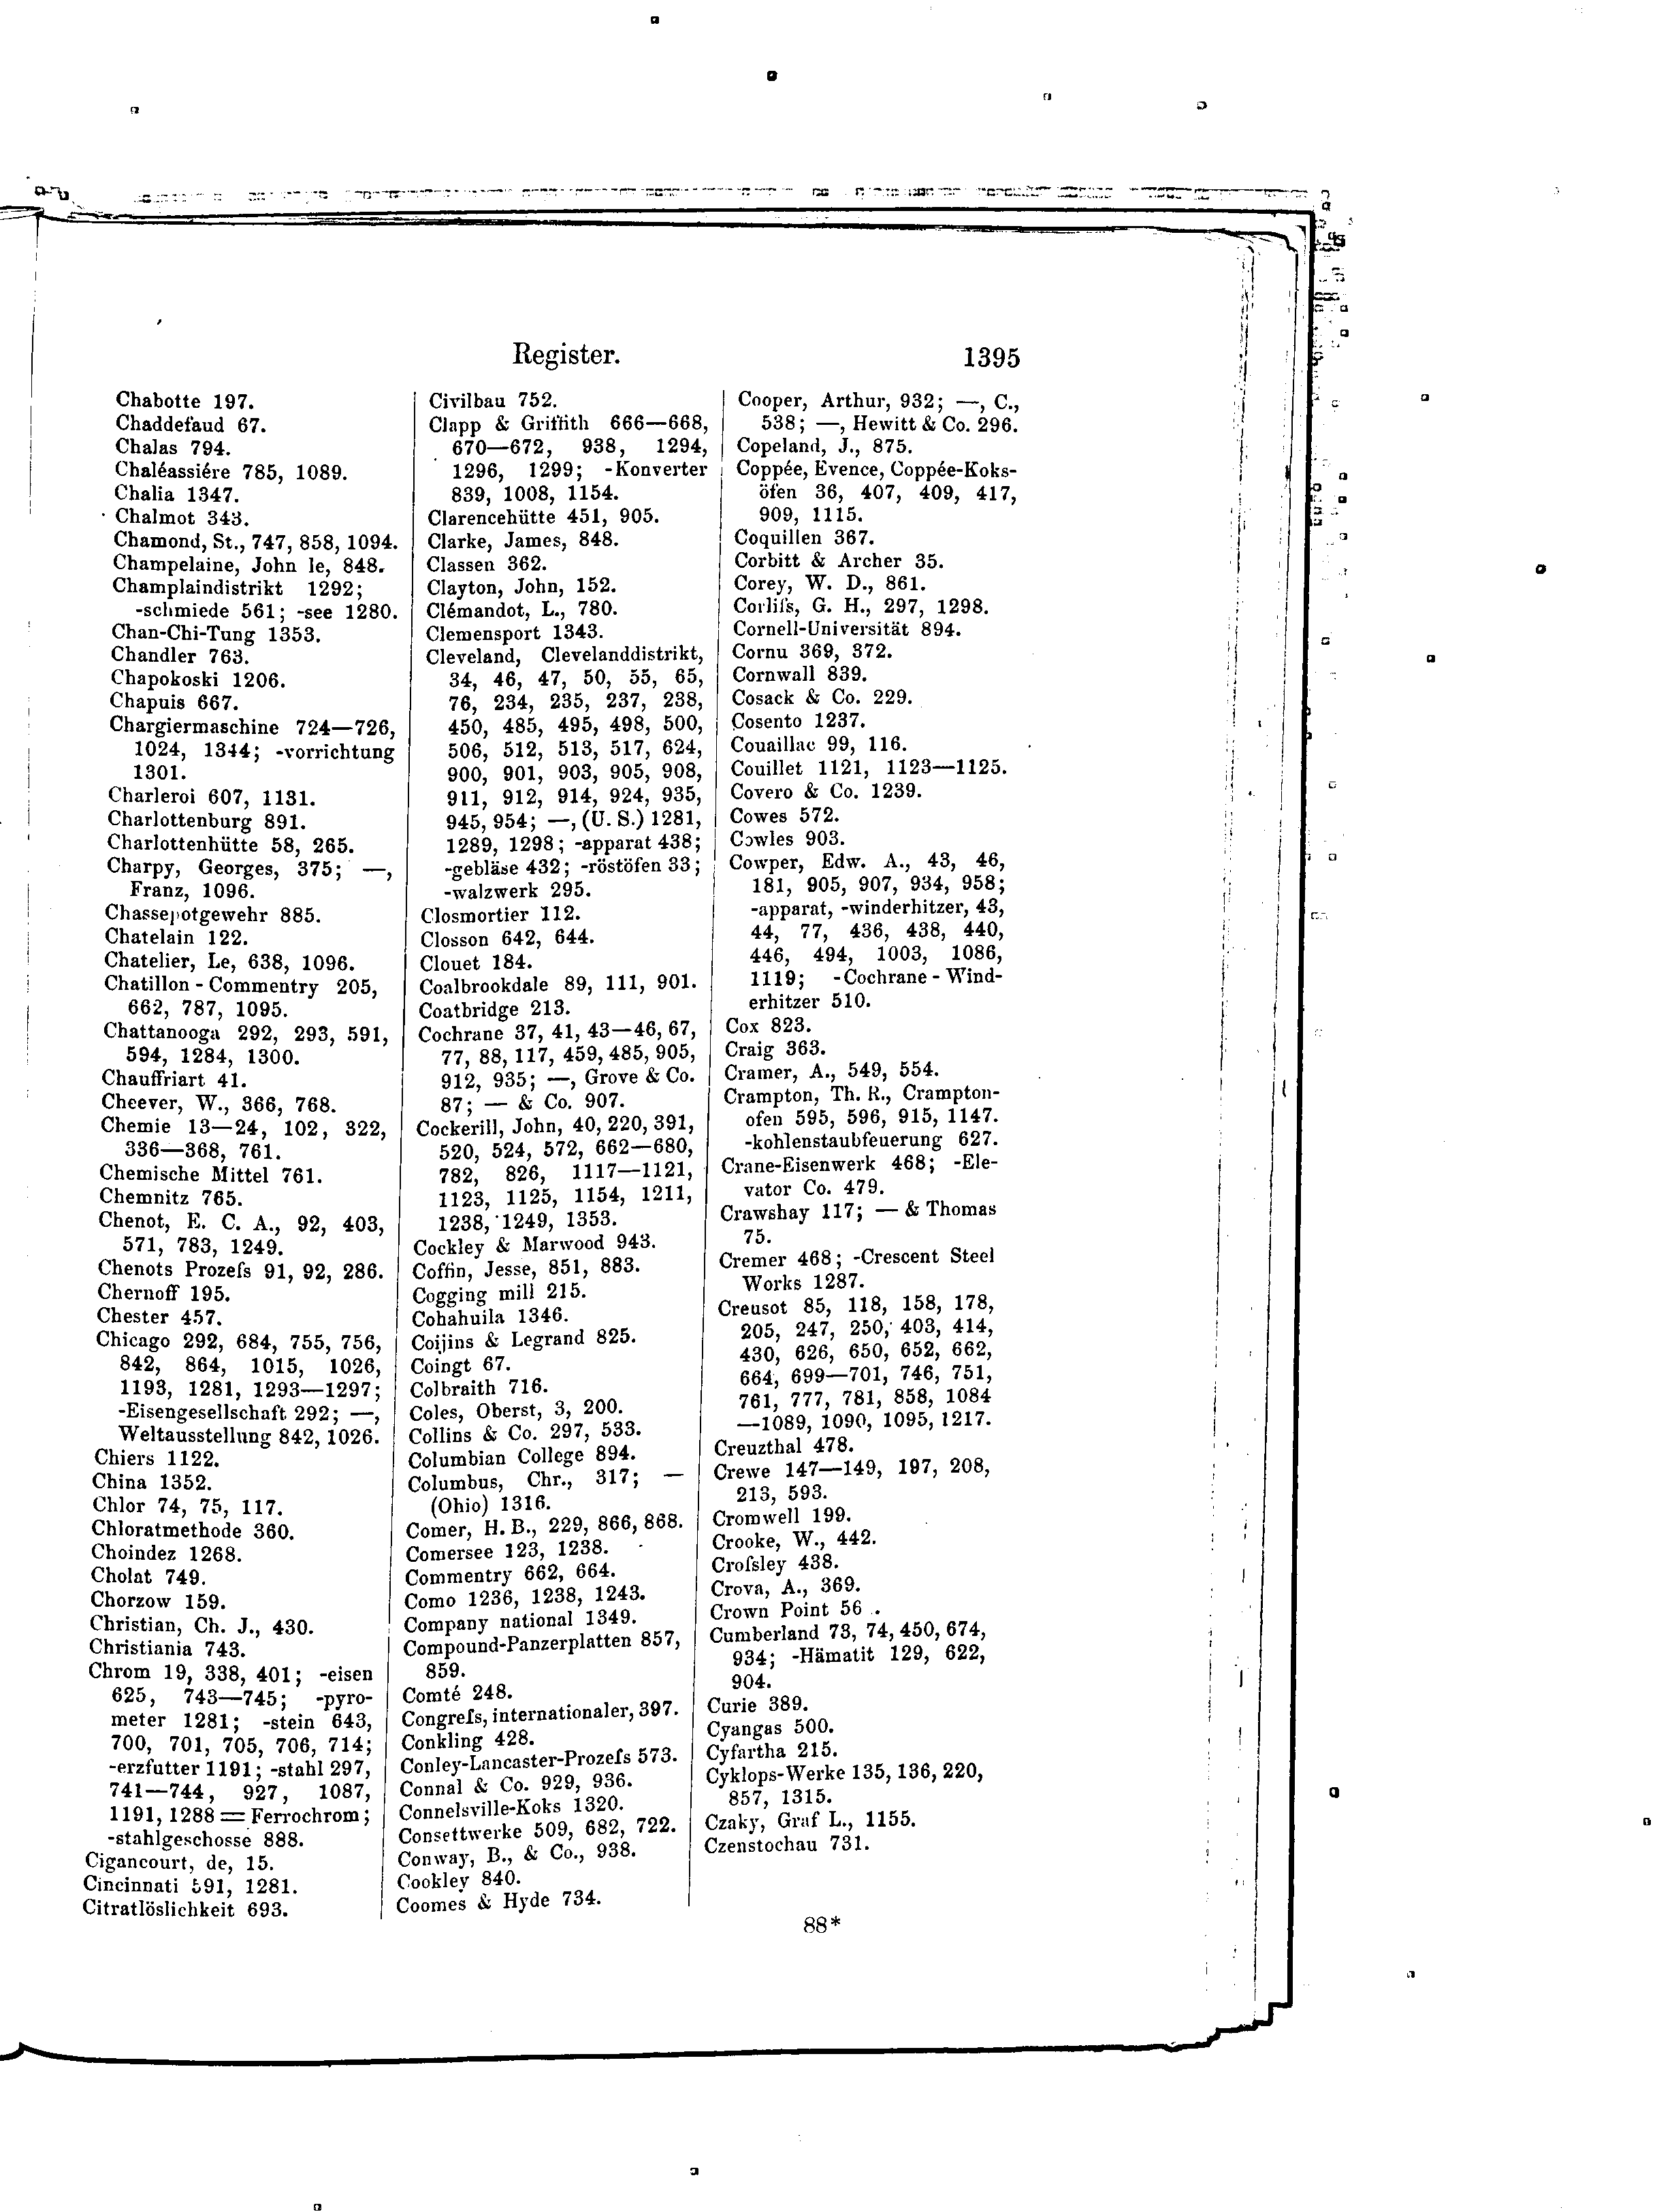 Register. 1395
Chabotte 197.
Chaddefaud 67.
Chalas 794.
Chaléassiére 785, 1089.
Chalia 1347.
Chalmot 343.
Chamond, St., 747, 858, 1094.
Champelaine, John le, 848.
Champlaindistrikt 1292;
-schmiede 561; -see 1280.
Chan-Chi-Tung 1353.
Chandler 763.
Chapokoski 1206.
Chapuis 667.
Chargiermaschine 724—726,
1024, 1344; -vorrichtung
1301.
Charleroi 607, 1131.
Charlottenburg 891.
Charlottenhütte 58, 265.
Charpy, Georges, 375; —,
Franz, 1096.
Chassepotgewehr 885.
Chatelain 122.
Chatelier, Le, 638, 1096.
Chatillon-Commentry 205,
662, 787, 1095.
Chattanooga 292, 293, 591,
594, 1284, 1300.
Chauffriart 41.
Cheever, W., 366, 768.
Chemie 13—24, 102, 322,
336—368, 761.
Chemische Mittel 761.
Chemnitz 765.
Chenot, E. C. A., 92, 403,
571, 783, 1249.
Chenots Prozeſs 91, 92, 286.
Chernoff 195.
Chester 457.
Chicago 292, 684, 755, 756,
842, 864, 1015, 1026,
1193, 1281, 1293—1297;
-Eisengesellschaft 292; —,
Weltausstellung 842, 1026.
Chiers 1122.
China 1352.
Chlor 74, 75, 117.
Chloratmethode 360.
Choindez 1268.
Cholat 749.
Chorzow 159.
Christian, Ch. J., 430.
Christiania 743.
Chrom 19, 338, 401; -eisen
625, 743—745; -pyro-
meter 1281; -stein 643,
700, 701, 705, 706, 714;
-erzfutter 1191; -stahl 297,
741—744, 927, 1087,
1191, 1288 = Ferrochrom;
-stahlgeschosse 888.
Cigancourt, de, 15.
Cincinnati 591, 1281.
Citratlöslichkeit 693.
Civilbau 752.
Clapp & Griffith 666—668,
670—672, 938, 1294,
1296, 1299; -Konverter
839, 1008, 1154.
Clarencehütte 451, 905.
Clarke, James, 848.
Classen 362.
Clayton, John, 152.
Clémandot, L., 780.
Clemensport 1343.
Cleveland, Clevelanddistrikt,
34, 46, 47, 50, 55, 65,
76, 234, 235, 237, 238,
450, 485, 495, 498, 500,
506, 512, 513, 517, 624,
900, 901, 903, 905, 908,
911, 912, 914, 924, 935,
945, 954; —, (U. S.) 1281,
1289, 1298; -apparat 438;
-gebläse 432; -röstöfen 33;
-walzwerk 295.
Closmortier 112.
Closson 642, 644.
Clouet 184.
Coalbrookdale 89, 111, 901.
Coatbridge 213.
Cochrane 37, 41, 43—46, 67,
77, 88, 117, 459, 485, 905,
912, 935; —, Grove & Co.
87; — & Co. 907.
Cockerill, John, 40, 220, 391,
520, 524, 572, 662—680,
782, 826, 1117—1121,
1123, 1125, 1154, 1211,
1238, 1249, 1353.
Cockley & Marwood 943.
Coffin, Jesse, 851, 883.
Cogging mill 215.
Cohahuila 1346.
Coijins & Legrand 825.
Coingt 67.
Colbraith 716.
Coles, Oberst, 3, 200.
Collins & Co. 297, 533.
Columbian College 894.
Columbus, Chr., 317; —
(Ohio) 1316.
Comer, H. B., 229, 866, 868.
Comersee 123, 1238.
Commentry 662, 664.
Como 1236, 1238, 1243.
Company national 1349.
Compound-Panzerplatten 857,
859.
Comté 248.
Congreſs, internationaler, 397.
Conkling 428.
Conley-Lancaster-Prozeſs 573.
Connal & Co. 929, 936.
Connelsville-Koks 1320.
Consettwerke 509, 682, 722.
Conway, B., & Co., 938.
Cookley 840.
Coomes & Hyde 734.
Cooper, Arthur, 932; —, C.,
538; —, Hewitt & Co. 296.
Copeland, J., 875.
Coppée, Evence, Coppée-Koks-
öfen 36, 407, 409, 417,
909, 1115.
Coquillen 367.
Corbitt & Archer 35.
Corey, W. D., 861.
Corliſs, G. H., 297, 1298.
Cornell-Universität 894.
Cornu 369, 372.
Cornwall 839.
Cosack & Co. 229.
Cosento 1237.
Couaillac 99, 116.
Couillet 1121, 1123—1125.
Covero & Co. 1239.
Cowes 572.
Cowles 903.
Cowper, Edw. A., 43, 46,
181, 905, 907, 934, 958;
-apparat, -winderhitzer, 43,
44, 77, 436, 438, 440,
446, 494, 1003, 1086,
1119; -Cochrane-Wind-
erhitzer 510.
Cox 823.
Craig 363.
Cramer, A., 549, 554.
Crampton, Th. R., Crampton-
ofen 595, 596, 915, 1147.
-kohlenstaubfeuerung 627.
Crane-Eisenwerk 468; -Ele-
vator Co. 479.
Crawshay 117; — & Thomas
75.
Cremer 468; -Crescent Steel
Works 1287.
Creusot 85, 118, 158, 178,
205, 247, 250, 403, 414,
430, 626, 650, 652, 662,
664, 699—701, 746, 751,
761, 777, 781, 858, 1084
—1089, 1090, 1095, 1217.
Creuzthal 478.
Crewe 147—149, 197, 208,
213, 593.
Cromwell 199.
Crooke, W., 442.
Croſsley 438.
Crova, A., 369.
Crown Point 56 .
Cumberland 73, 74, 450, 674,
934; -Hämatit 129, 622,
904.
Curie 389.
Cyangas 500.
Cyfartha 215.
Cyklops-Werke 135, 136, 220,
857, 1315.
Czaky, Graf L., 1155.
Czenstochau 731.
88*